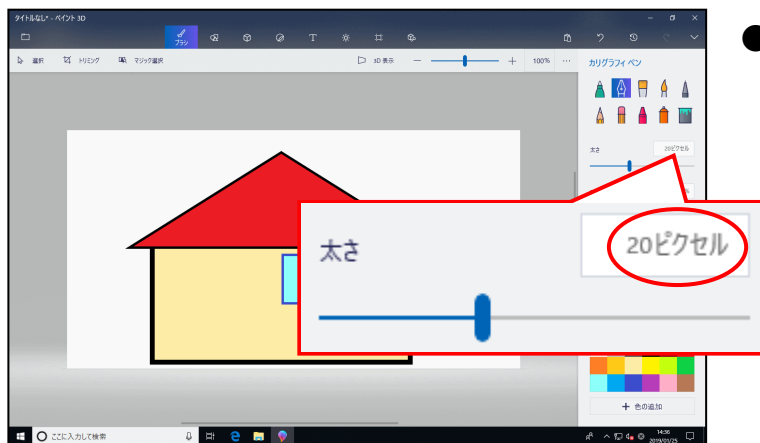 タイトルなし* - ペイント 3D
ブラシ
選択 トリミング マジック選択 3D 表示 100%
カリグラフィ ペン
太さ 20ピクセル
%
太さ 20ピクセル
+ 色の追加
ここに入力して検索
14:36
2019/01/25